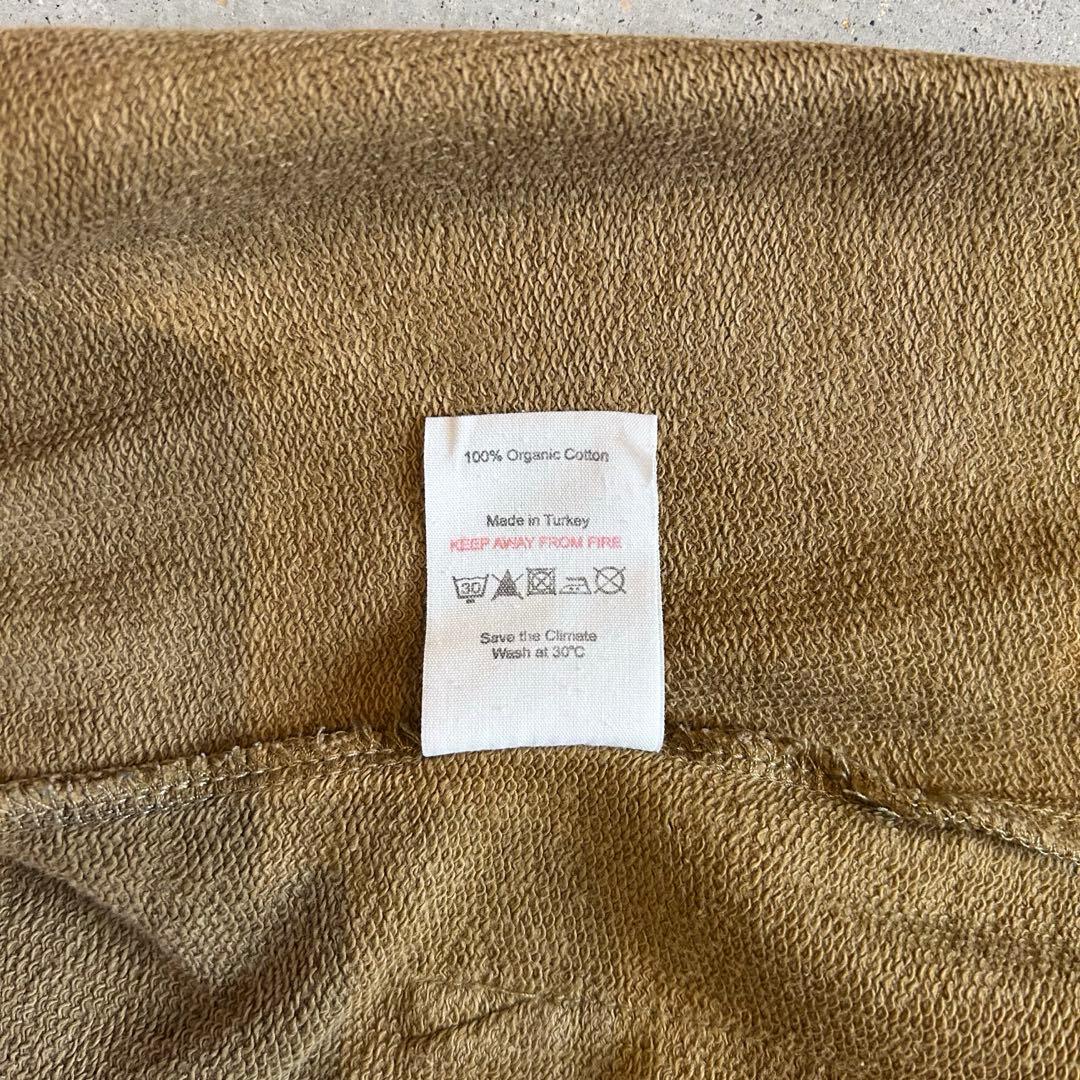 100% Organic Cotton
Made in Turkey
KEEP AWAY FROM FIRE
30
Save the Climate
Wash at 30°C